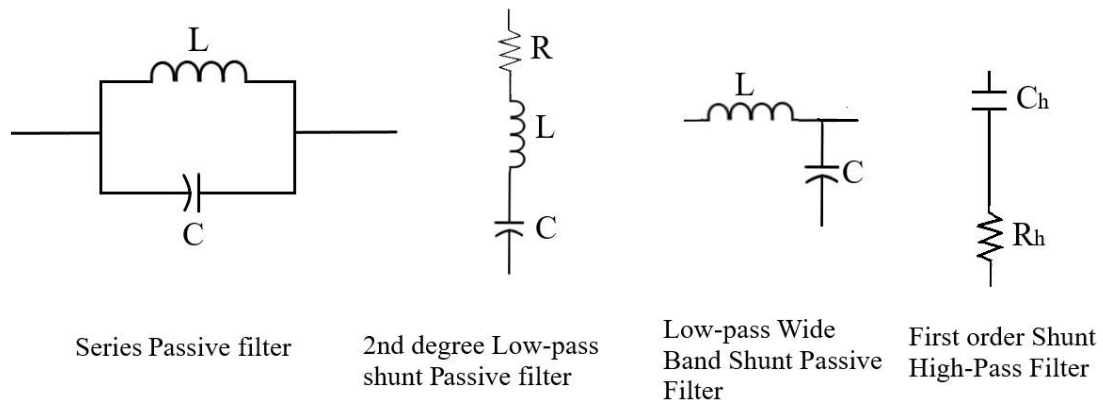 L
C
Series Passive filter
R
L
C
2nd degree Low-pass
shunt Passive filter
L
C
Low-pass Wide
Band Shunt Passive
Filter
Ch
Rh
First order Shunt
High-Pass Filter